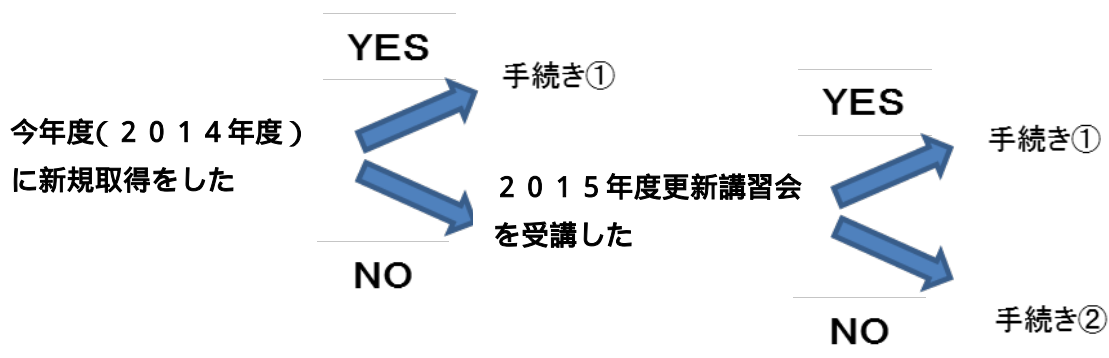 YES
手続き①
今年度(２０１４年度)
に新規取得をした
NO
YES
手続き①
２０１５年度更新講習会
を受講した
NO
手続き②